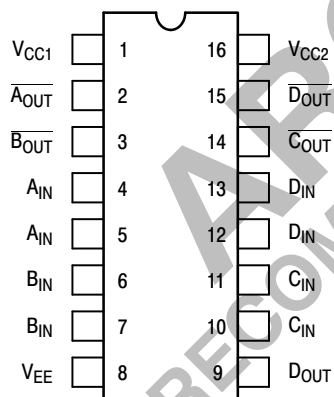 VCC1 1 16 VCC2
AOUT 2 15 DOUT
BOUT 3 14 COUT
AIN 4 13 DIN
AIN 5 12 DIN
BIN 6 11 CIN
BIN 7 10 CIN
VEE 8 9 DOUT